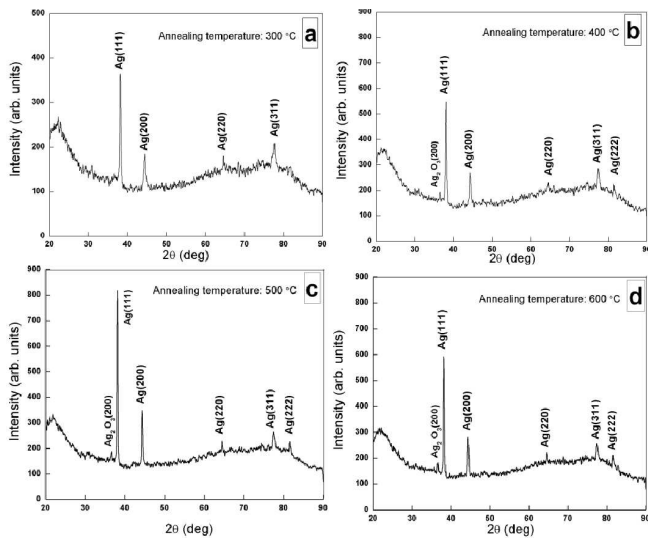 Annealing temperature: 300 °C
a
Ag(111)
Ag(200)
Ag(220)
Ag(311)
Intensity (arb. units)
500
400
300
200
100
0
20 30 40 50 60 70 80 90
2θ (deg)
Annealing temperature: 400 °C
b
Ag(111)
Ag2O3(200)
Ag(200)
Ag(220)
Ag(311)
Ag(222)
Intensity (arb. units)
900
800
700
600
500
400
300
200
100
0
20 30 40 50 60 70 80 90
2θ (deg)
Annealing temperature: 500 °C
c
Ag(111)
Ag2O3(200)
Ag(200)
Ag(220)
Ag(311)
Ag(222)
Intensity (arb. units)
900
800
700
600
500
400
300
200
100
0
20 30 40 50 60 70 80 90
2θ (deg)
Annealing temperature: 600 °C
d
Ag(111)
Ag2O3(200)
Ag(200)
Ag(220)
Ag(311)
Ag(222)
Intensity (arb. units)
900
800
700
600
500
400
300
200
100
0
20 30 40 50 60 70 80 90
2θ (deg)